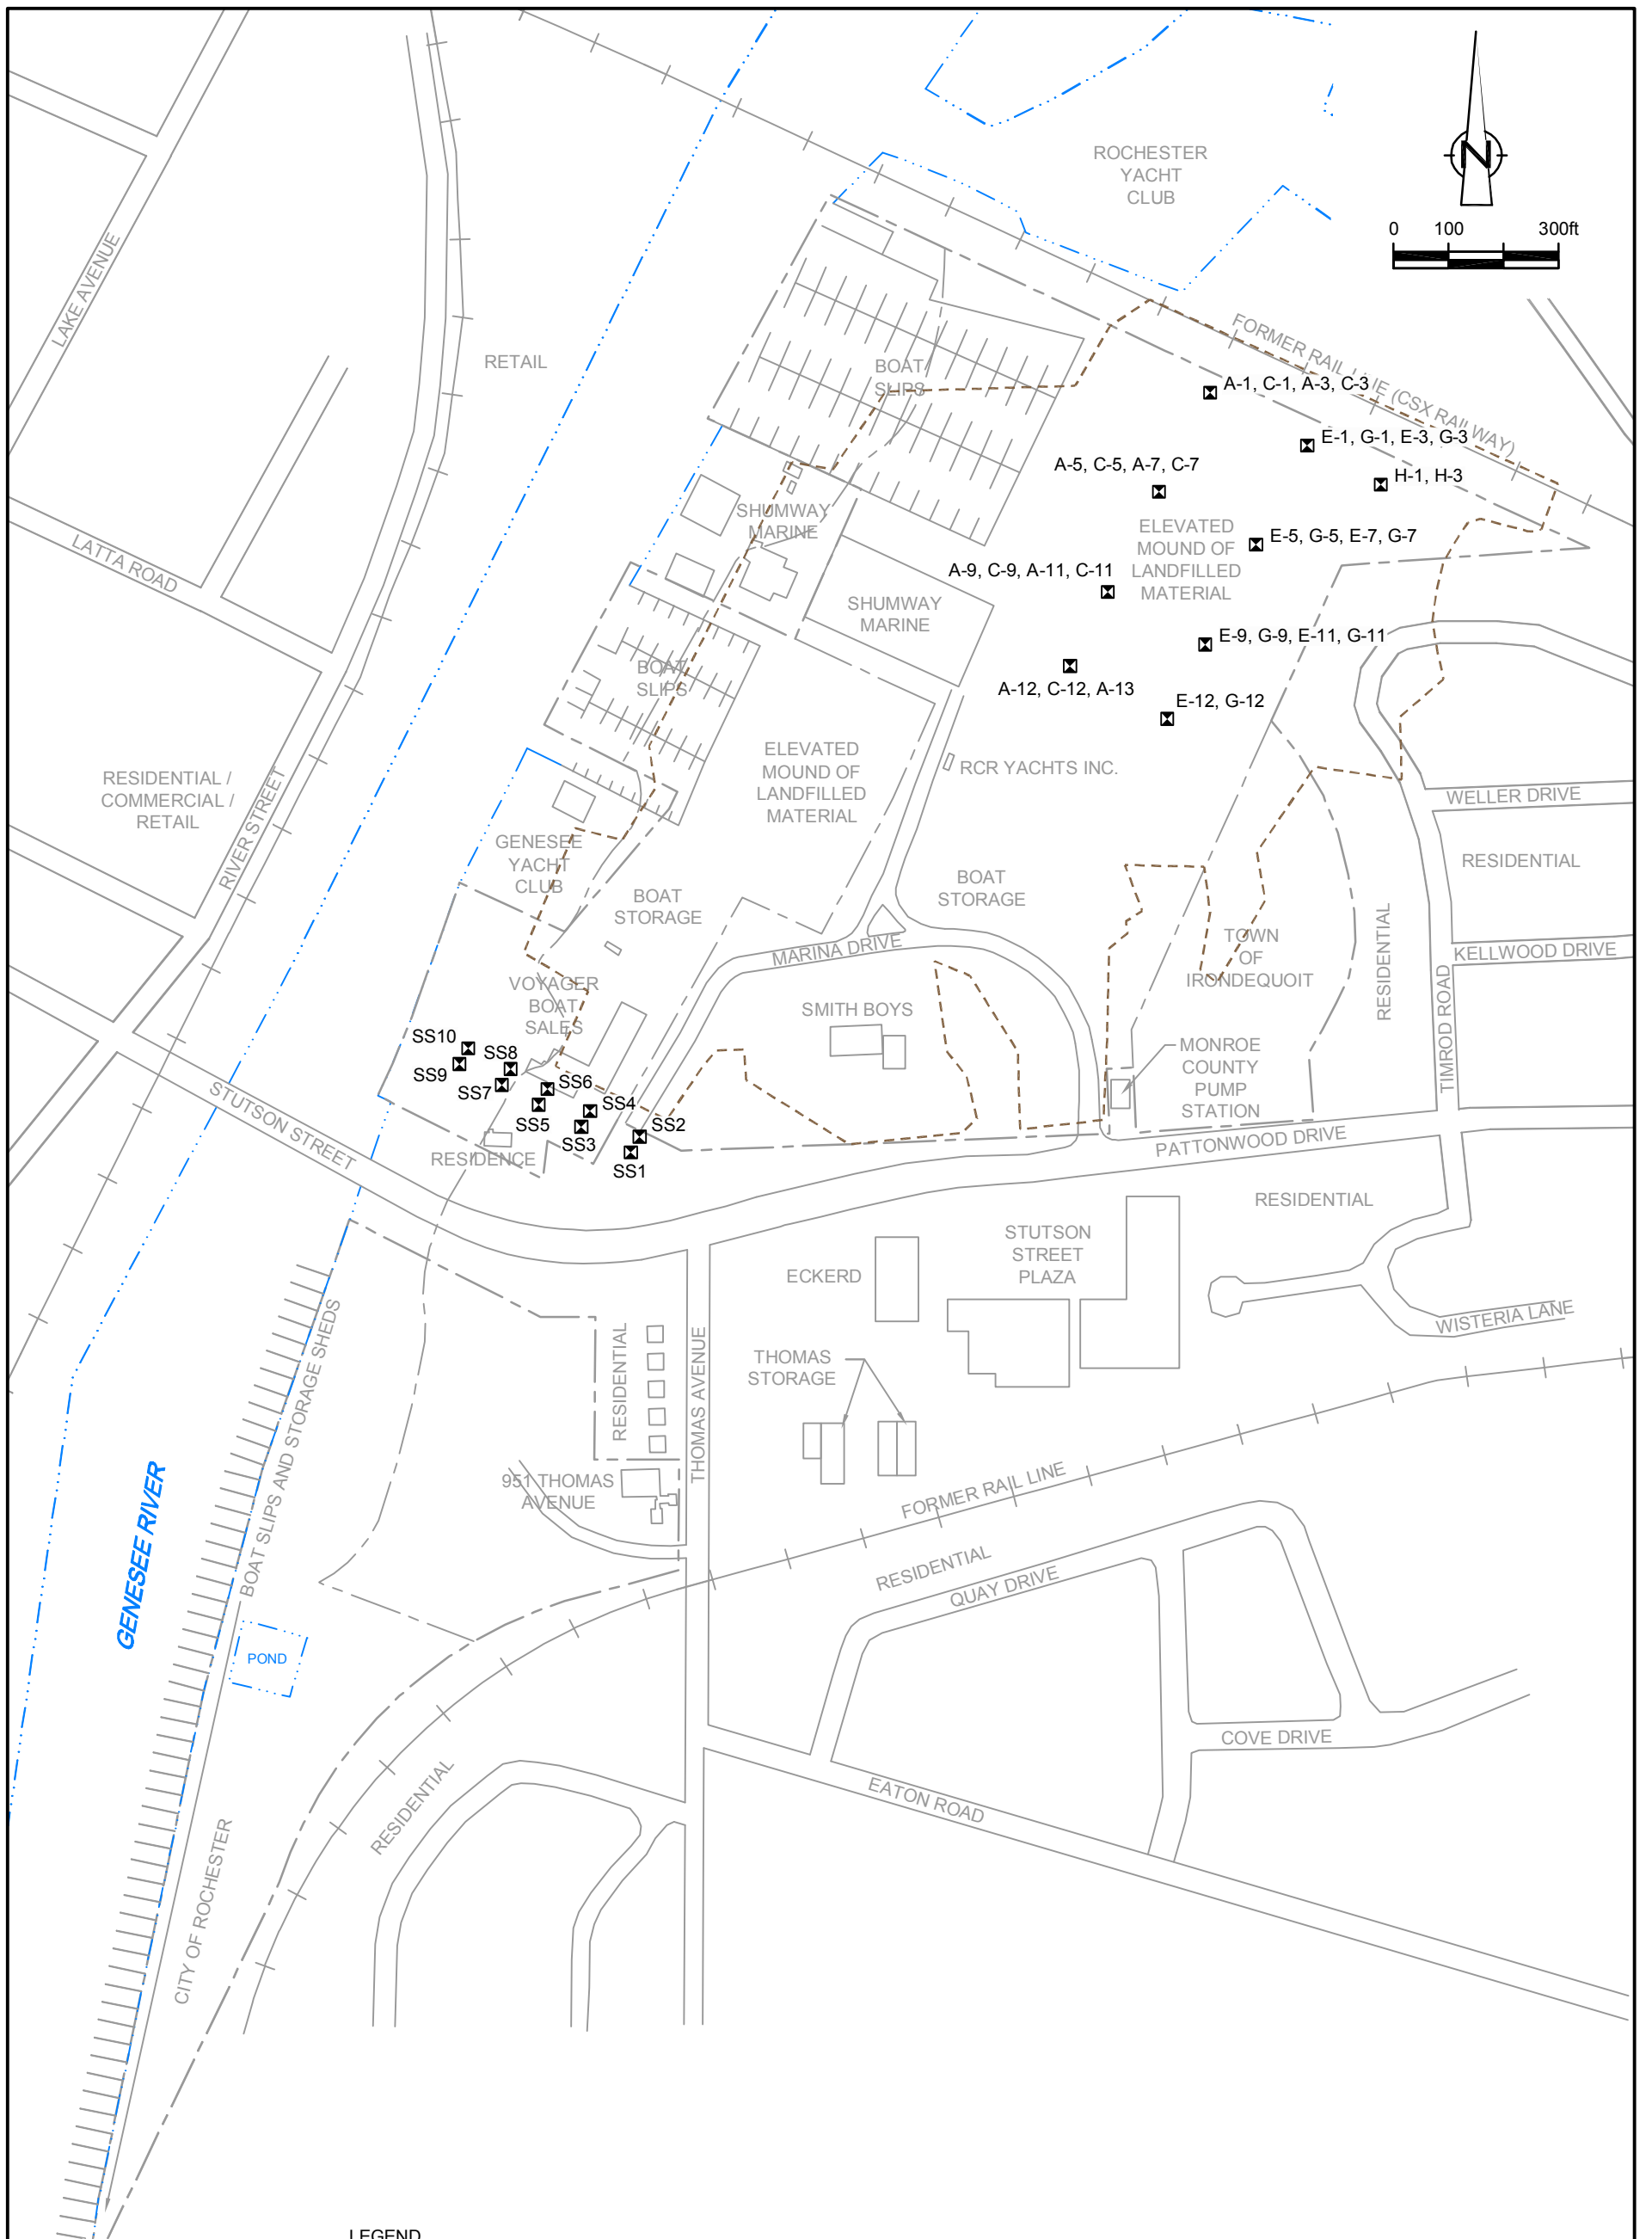 ROCHESTER
YACHT
CLUB
N
0 100 300ft
LAKE AVENUE
RETAIL
FORMER RAIL LINE (CSX RAILWAY)
BOAT
SLIPS
A-1, C-1, A-3, C-3
E-1, G-1, E-3, G-3
A-5, C-5, A-7, C-7
H-1, H-3
SHUMWAY
MARINE
ELEVATED
MOUND OF
LANDFILLED
MATERIAL
E-5, G-5, E-7, G-7
LATTA ROAD
A-9, C-9, A-11, C-11
SHUMWAY
MARINE
E-9, G-9, E-11, G-11
BOAT
SLIPS
A-12, C-12, A-13
E-12, G-12
ELEVATED
MOUND OF
LANDFILLED
MATERIAL
RCR YACHTS INC.
RESIDENTIAL /
COMMERCIAL /
RETAIL
RIVER STREET
WELLER DRIVE
GENESEE
YACHT
CLUB
RESIDENTIAL
BOAT
STORAGE
BOAT
STORAGE
MARINA DRIVE
TOWN
OF
IRONDEQUOIT
RESIDENTIAL
KELLWOOD DRIVE
VOYAGER
BOAT
SALES
SMITH BOYS
TIMROD ROAD
SS10
SS9
SS8
SS7
SS6
SS5
SS4
SS3
SS2
SS1
MONROE
COUNTY
PUMP
STATION
STUTSON STREET
RESIDENCE
PATTONWOOD DRIVE
RESIDENTIAL
STUTSON
STREET
PLAZA
ECKERD
WISTERIA LANE
BOAT SLIPS AND STORAGE SHEDS
RESIDENTIAL
THOMAS AVENUE
THOMAS
STORAGE
951 THOMAS
AVENUE
FORMER RAIL LINE
GENESEE RIVER
RESIDENTIAL
QUAY DRIVE
POND
COVE DRIVE
RESIDENTIAL
EATON ROAD
CITY OF ROCHESTER
LEGEND